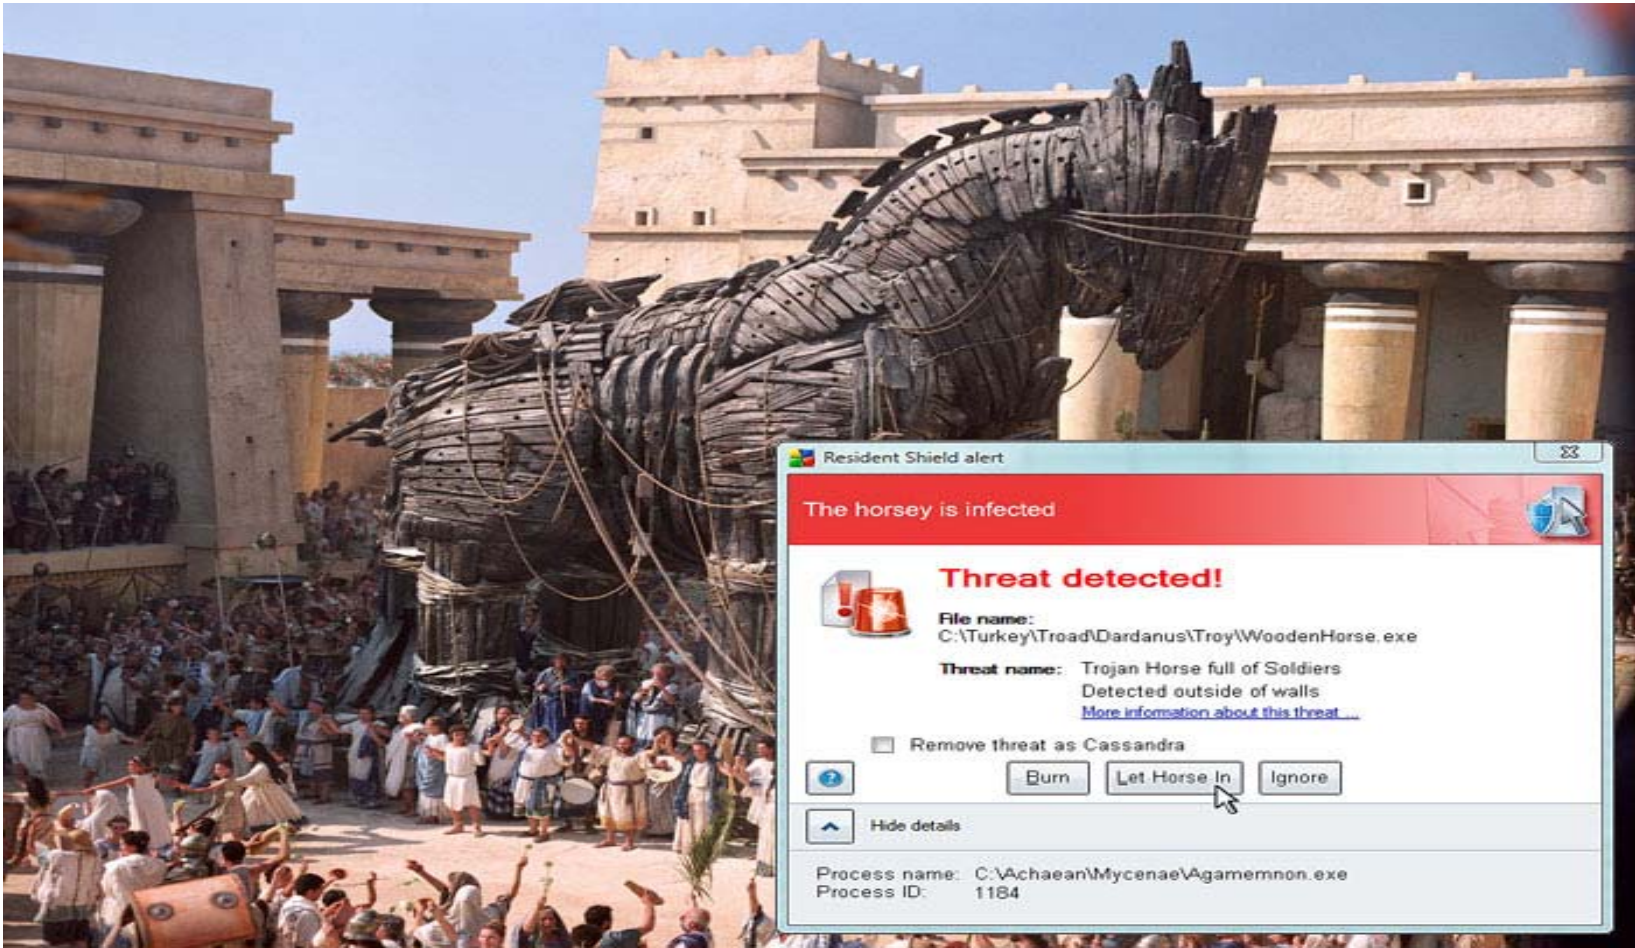 Resident Shield alert
The horsey is infected
Threat detected!
File name:
C:\Turkey\Troad\Dardanus\Troy\WoodenHorse.exe
Threat name: Trojan Horse full of Soldiers
Detected outside of walls
More information about this threat ...
Remove threat as Cassandra
Burn Let Horse In Ignore
Hide details
Process name: C:\Achaean\Mycenae\Agamemnon.exe
Process ID: 1184